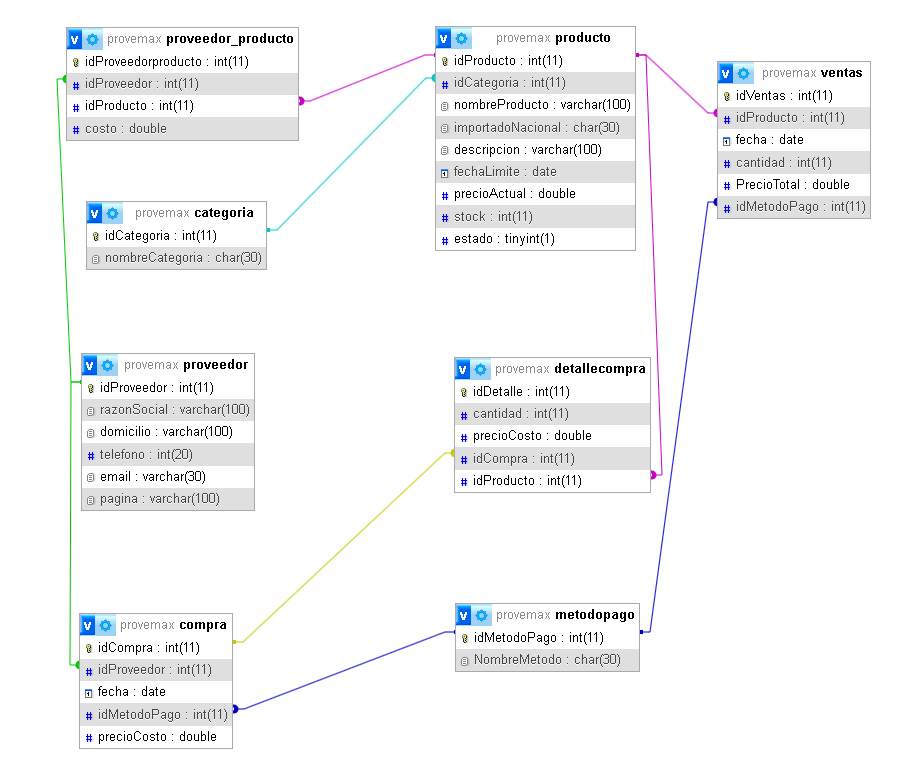 provemax proveedor_producto
idProveedorproducto : int(11)
idProveedor : int(11)
idProducto : int(11)
costo : double
provemax producto
idProducto : int(11)
idCategoria : int(11)
nombreProducto : varchar(100)
importadoNacional : char(30)
descripcion : varchar(100)
fechaLimite : date
precioActual : double
stock : int(11)
estado : tinyint(1)
provemax ventas
idVentas : int(11)
idProducto : int(11)
fecha : date
cantidad : int(11)
PrecioTotal : double
idMetodoPago : int(11)
provemax categoria
idCategoria : int(11)
nombreCategoria : char(30)
provemax proveedor
idProveedor : int(11)
razonSocial : varchar(100)
domicilio : varchar(100)
telefono : int(20)
email : varchar(30)
pagina : varchar(100)
provemax detallecompra
idDetalle : int(11)
cantidad : int(11)
precioCosto : double
idCompra : int(11)
idProducto : int(11)
provemax compra
idCompra : int(11)
idProveedor : int(11)
fecha : date
idMetodoPago : int(11)
precioCosto : double
provemax metodopago
idMetodoPago : int(11)
NombreMetodo : char(30)